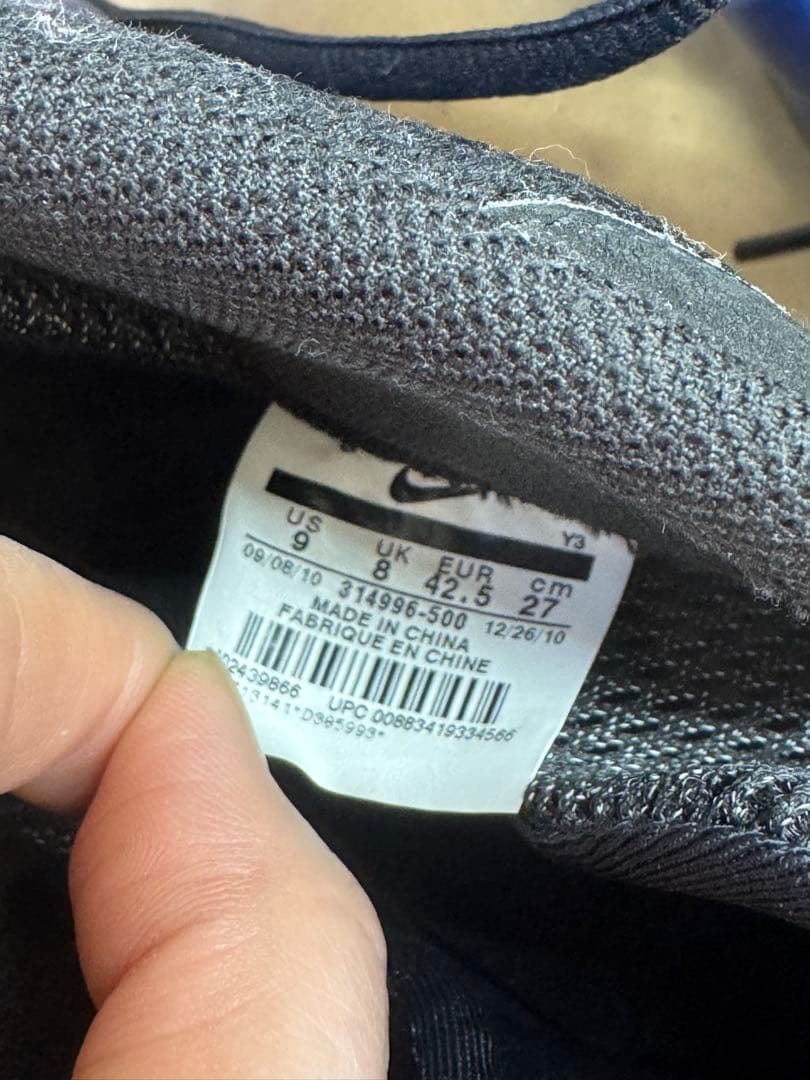 Y3
US UK EUR cm
9 8 42.5 27
09/08/10 314996-500 12/26/10
MADE IN CHINA
FABRIQUE EN CHINE
UPC 00883419334566